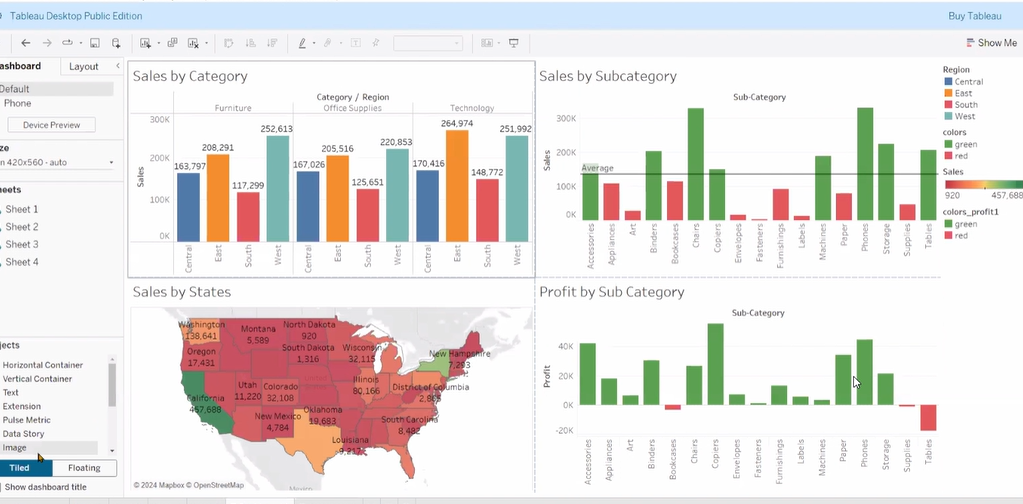 Tableau Desktop Public Edition
Buy Tableau
Show Me
ashboard
Layout
Default
Phone
Device Preview
ze
n 420x560 - auto
heets
Sheet 1
Sheet 2
Sheet 3
Sheet 4
jects
Horizontal Container
Vertical Container
Text
Extension
Pulse Metric
Data Story
Image
Tiled
Floating
Show dashboard title
Sales by Category
Category / Region
Furniture
Office Supplies
Technology
300K
200K
100K
0K
Sales
163,797
208,291
117,299
252,613
167,026
205,516
125,651
220,853
170,416
264,974
148,772
251,992
Central
East
South
West
Central
East
South
West
Central
East
South
West
Sales by Subcategory
Sub-Category
300K
200K
100K
0K
Sales
Average
Accessories
Appliances
Art
Binders
Bookcases
Chairs
Copiers
Envelopes
Fasteners
Furnishings
Labels
Machines
Paper
Phones
Storage
Supplies
Tables
Region
Central
East
South
West
colors
green
red
Sales
920
457,688
colors_profit1
green
red
Sales by States
Washington
138,641
Montana
5,589
North Dakota
920
Oregon
17,431
South Dakota
1,316
Wisconsin
32,115
New Hampshire
7,293
Utah
11,220
Colorado
32,108
Illinois
80,166
District of Columbia
2,865
California
457,688
New Mexico
4,784
Oklahoma
19,683
South Carolina
8,482
Louisiana
9,217
Mexico
© 2024 Mapbox © OpenStreetMap
Profit by Sub Category
Sub-Category
40K
20K
0K
-20K
Profit
Accessories
Appliances
Art
Binders
Bookcases
Chairs
Copiers
Envelopes
Fasteners
Furnishings
Labels
Machines
Paper
Phones
Storage
Supplies
Tables